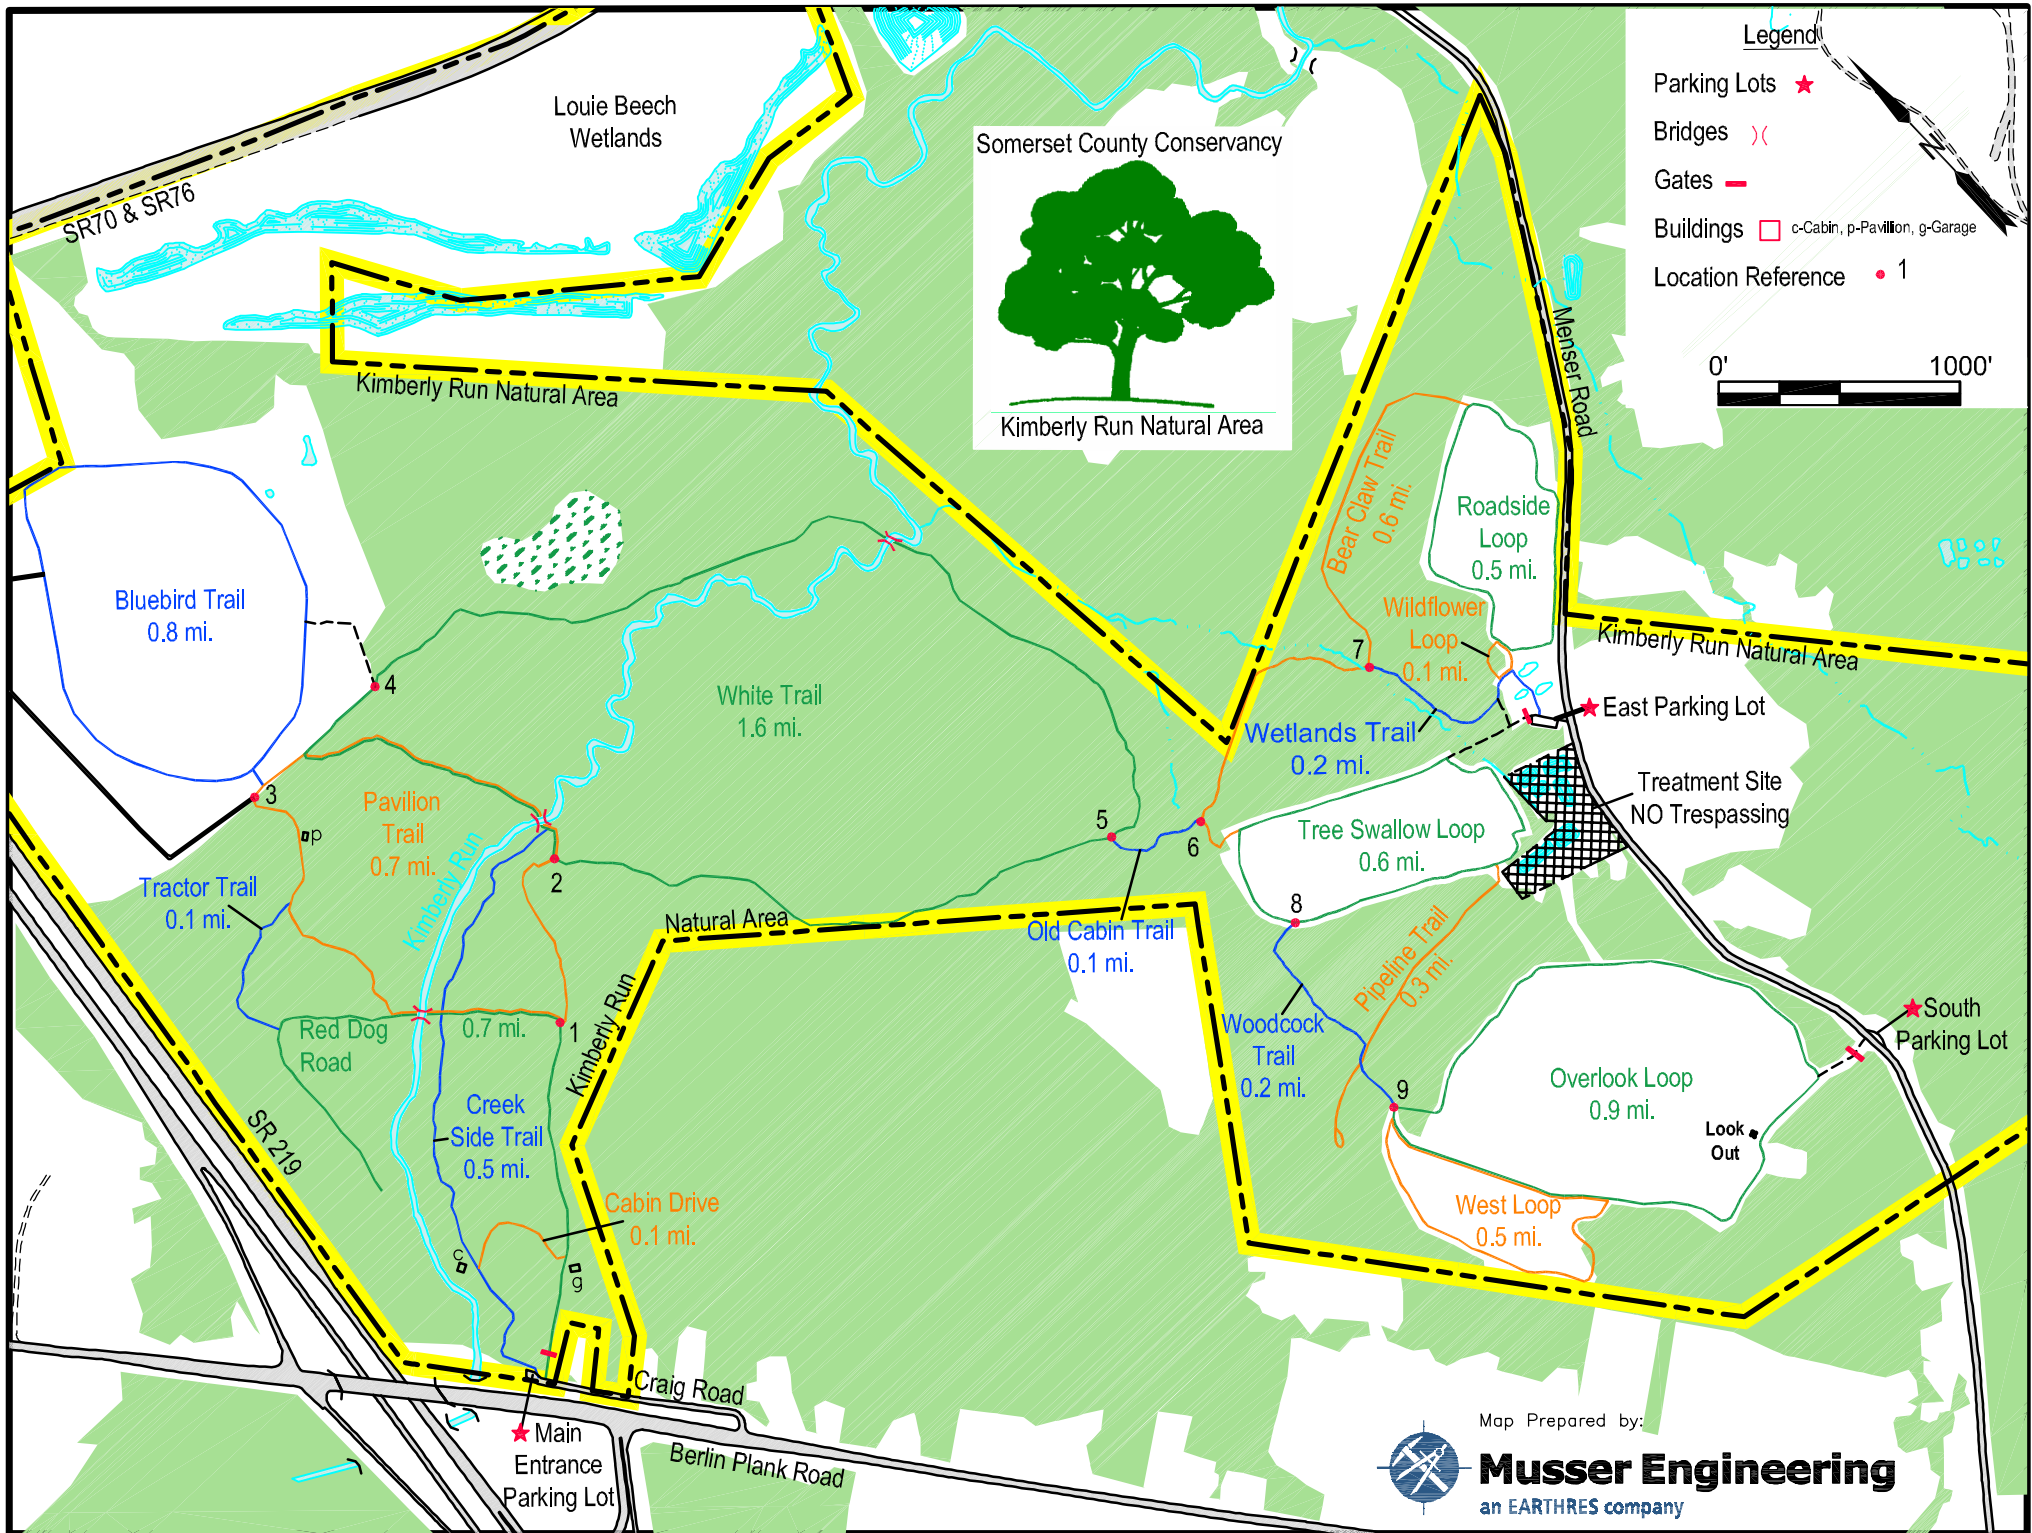 Legend
Parking Lots
Bridges
Gates
Buildings c-Cabin, p-Pavillion, g-Garage
Location Reference 1
N
0' 1000'
Louie Beech
Wetlands
SR70 & SR76
Somerset County Conservancy
Kimberly Run Natural Area
Kimberly Run Natural Area
Menser Road
Bear Claw Trail
0.6 mi.
Roadside
Loop
0.5 mi.
Wildflower
Loop
0.1 mi.
Kimberly Run Natural Area
Bluebird Trail
0.8 mi.
4
White Trail
1.6 mi.
7
East Parking Lot
Wetlands Trail
0.2 mi.
3
Pavilion
Trail
0.7 mi.
p
Kimberly Run
2
5
6
Tree Swallow Loop
0.6 mi.
Treatment Site
NO Trespassing
Tractor Trail
0.1 mi.
Natural Area
Kimberly Run
Old Cabin Trail
0.1 mi.
8
Pipeline Trail
0.3 mi.
Woodcock
Trail
0.2 mi.
Red Dog
Road
0.7 mi.
1
South
Parking Lot
9
Overlook Loop
0.9 mi.
Look
Out
SR 219
Creek
Side Trail
0.5 mi.
Cabin Drive
0.1 mi.
c
g
West Loop
0.5 mi.
Craig Road
Main
Entrance
Parking Lot
Berlin Plank Road
Map Prepared by:
Musser Engineering
an EARTHRES company